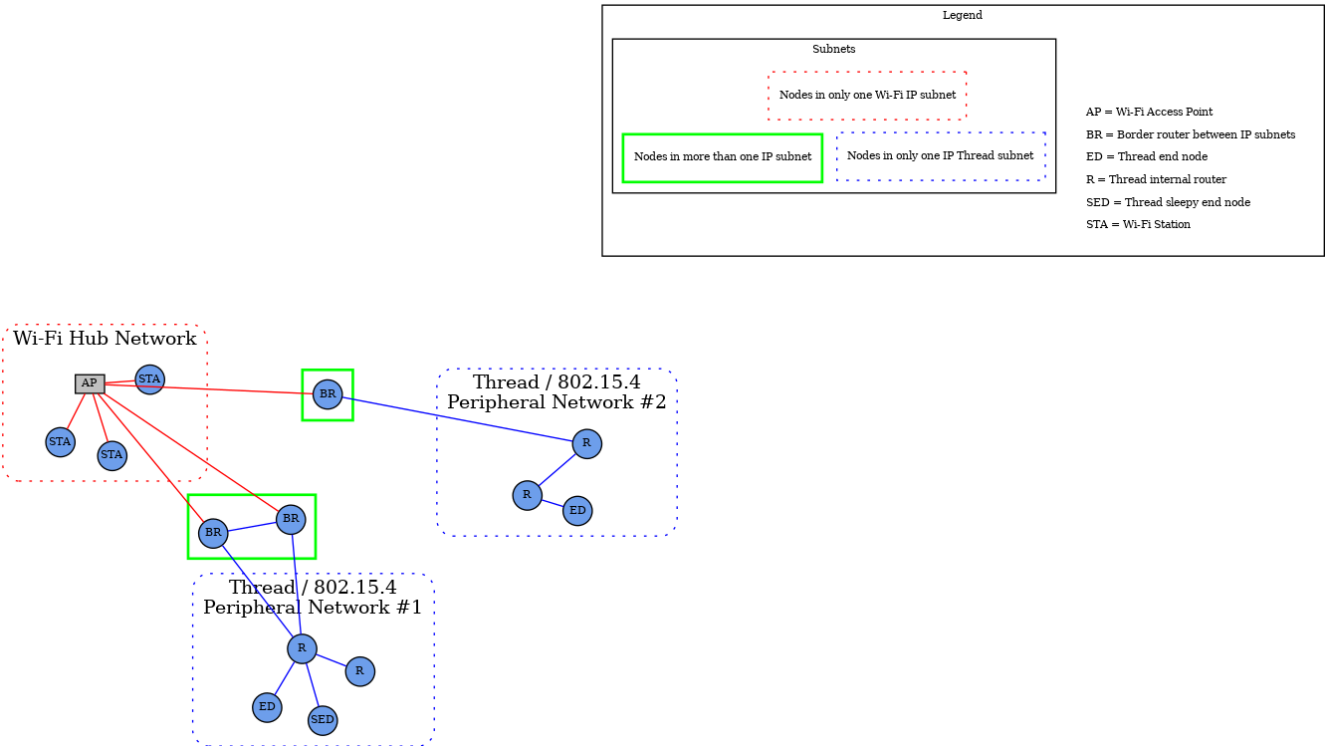 Legend
Subnets
Nodes in only one Wi-Fi IP subnet
Nodes in more than one IP subnet
Nodes in only one IP Thread subnet
AP = Wi-Fi Access Point
BR = Border router between IP subnets
ED = Thread end node
R = Thread internal router
SED = Thread sleepy end node
STA = Wi-Fi Station
Wi-Fi Hub Network
AP
STA
STA
STA
BR
Thread / 802.15.4
Peripheral Network #2
R
R
ED
BR
BR
Thread / 802.15.4
Peripheral Network #1
R
R
ED
SED